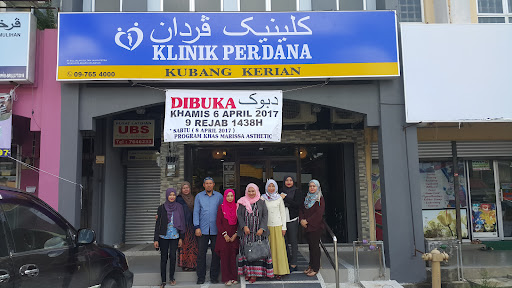 كلينيک ڤردان
KLINIK PERDANA
09-765 4000
KUBANG KERIAN
DIBUKA دبوک
KHAMIS 6 APRIL 2017
9 REJAB 1438H
* SABTU ( 8 APRIL 2017 )
PROGRAM KHAS MARISSA ASTHETIC
UBS